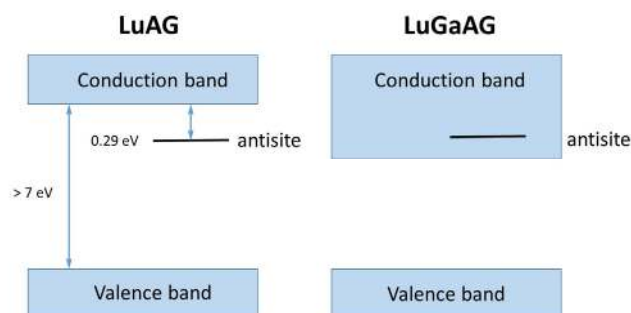 LuAG
Conduction band
0.29 eV
antisite
> 7 eV
Valence band
LuGaAG
Conduction band
antisite
Valence band